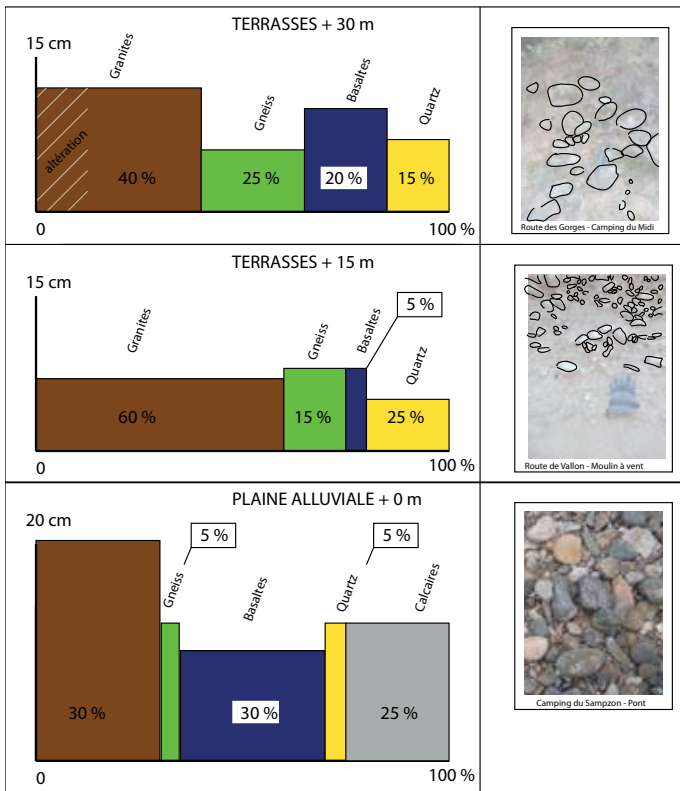 TERRASSES + 30 m
15 cm
Granites
Gneiss
Basaltes
Quartz
altération
40 %
25 %
20 %
15 %
0
100 %
Route des Gorges - Camping du Midi
TERRASSES + 15 m
15 cm
5 %
Granites
Gneiss
Basaltes
Quartz
60 %
15 %
25 %
0
100 %
Route de Vallon - Moulin à vent
PLAINE ALLUVIALE + 0 m
20 cm
5 %
5 %
Gneiss
Basaltes
Quartz
Calcaires
30 %
30 %
25 %
0
100 %
Camping du Sampzon - Pont